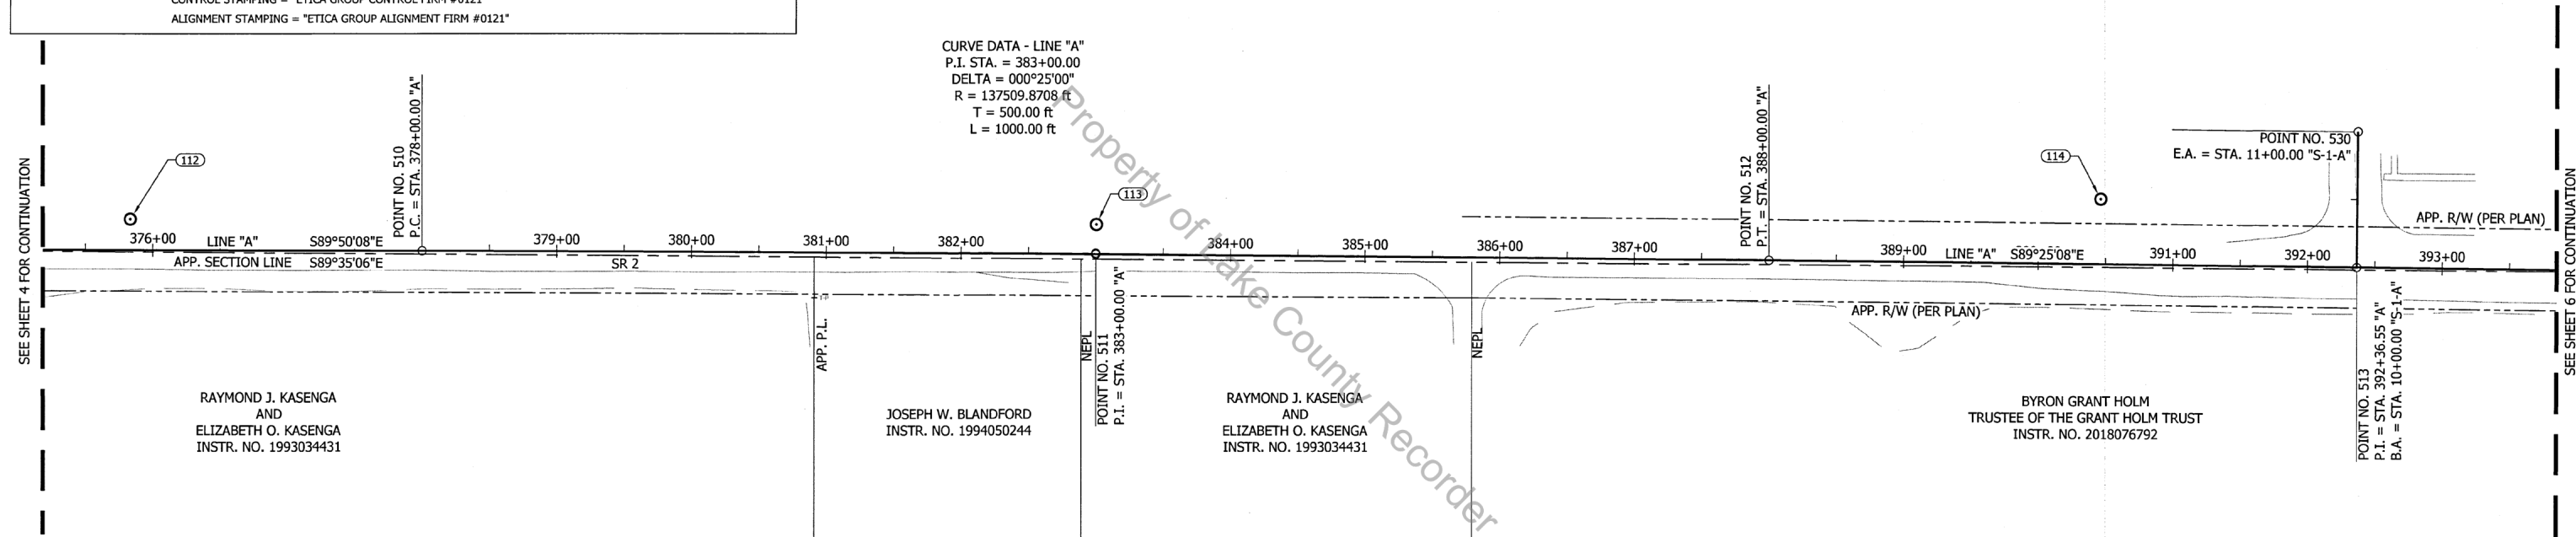 ALIGNMENT STAMPING = "ETICA GROUP ALIGNMENT FIRM #0121"
CURVE DATA - LINE "A"
P.I. STA. = 383+00.00
DELTA = 000°25'00"
R = 137509.8708 ft
T = 500.00 ft
L = 1000.00 ft
SEE SHEET 4 FOR CONTINUATION
112
POINT NO. 510
P.C. = STA. 378+00.00 "A"
113
POINT NO. 512
P.T. = STA. 388+00.00 "A"
114
POINT NO. 530
E.A. = STA. 11+00.00 "S-1-A"
SEE SHEET 6 FOR CONTINUATION
APP. R/W (PER PLAN)
376+00
LINE "A" S89°50'08"E
379+00
380+00
381+00
382+00
384+00
385+00
386+00
387+00
389+00
LINE "A" S89°25'08"E
391+00
392+00
393+00
APP. SECTION LINE S89°35'06"E
SR 2
APP. R/W (PER PLAN)
APP. P.L.
NEPL
POINT NO. 511
P.I. = STA. 383+00.00 "A"
NEPL
POINT NO. 513
P.I. = STA. 392+36.55 "A"
B.A. = STA. 10+00.00 "S-1-A"
RAYMOND J. KASENGA
AND
ELIZABETH O. KASENGA
INSTR. NO. 1993034431
JOSEPH W. BLANDFORD
INSTR. NO. 1994050244
RAYMOND J. KASENGA
AND
ELIZABETH O. KASENGA
INSTR. NO. 1993034431
BYRON GRANT HOLM
TRUSTEE OF THE GRANT HOLM TRUST
INSTR. NO. 2018076792
Property of Lake County Recorder